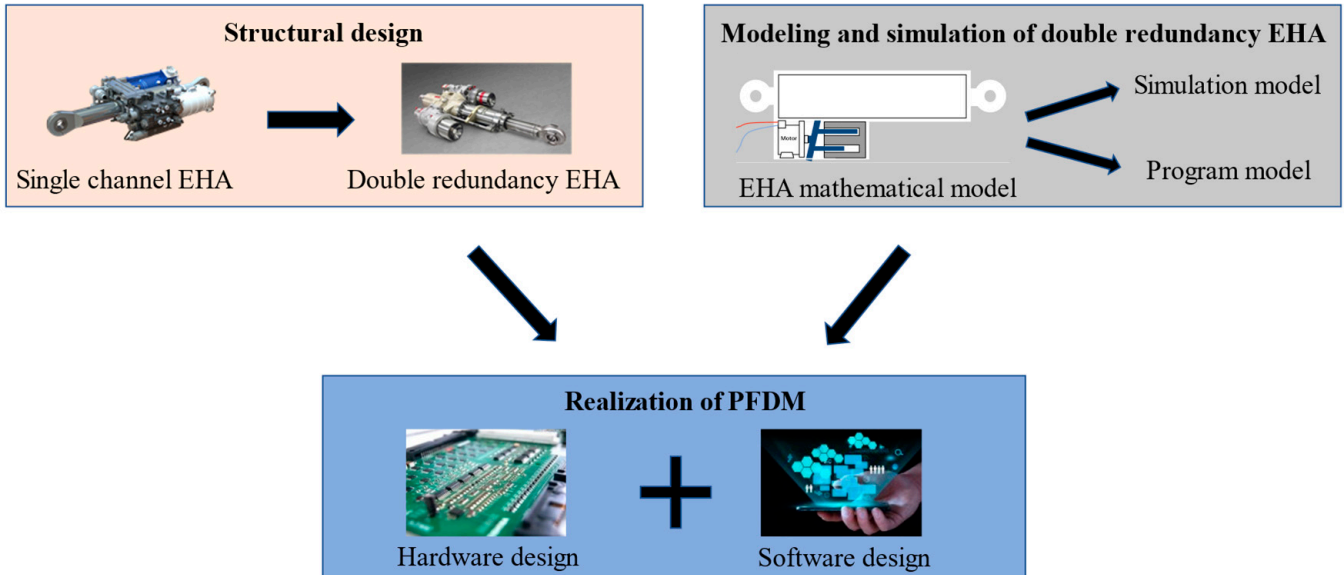 Structural design
Single channel EHA
Double redundancy EHA
Modeling and simulation of double redundancy EHA
Motor
EHA mathematical model
Simulation model
Program model
Realization of PFDM
Hardware design
Software design